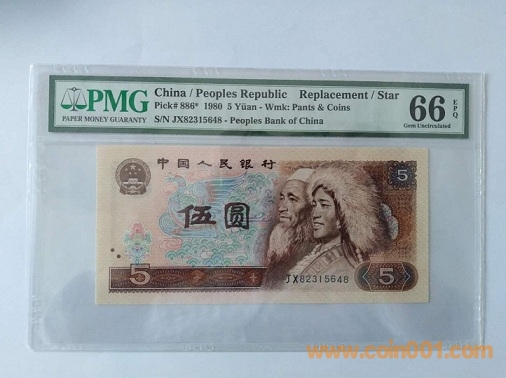 PMG
PAPER MONEY GUARANTY
China / Peoples Republic Replacement / Star
Pick# 886* 1980 5 Yüan - Wmk: Pants & Coins
S/N JX82315648 - Peoples Bank of China
66 EPQ
Gem Uncirculated
中国人民银行
5
伍圆
5
JX82315648
5
www.coin001.com